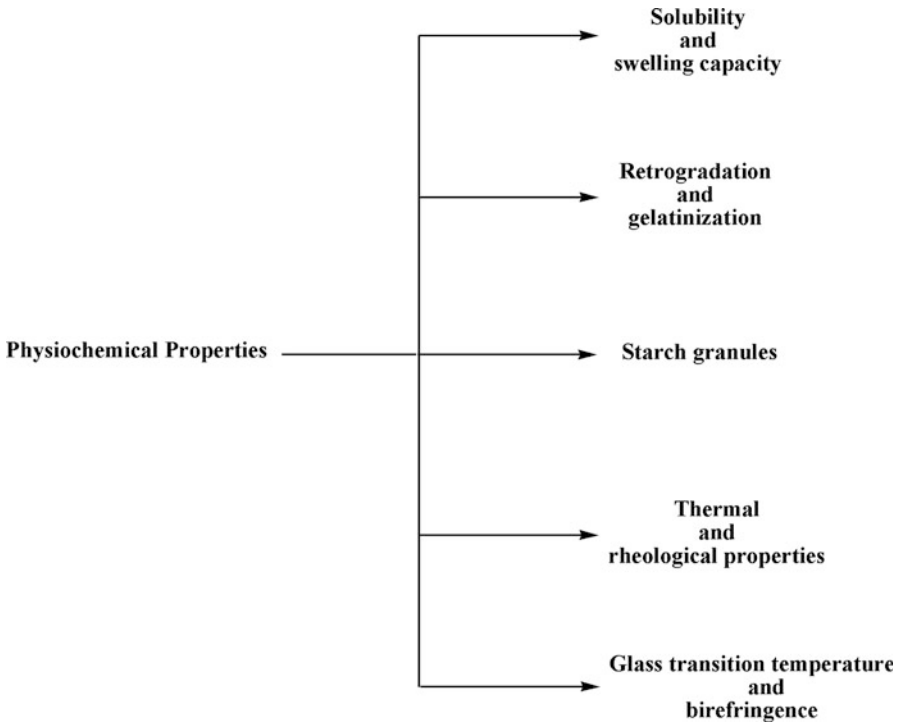 Solubility
and
swelling capacity
Retrogradation
and
gelatinization
Physiochemical Properties
Starch granules
Thermal
and
rheological properties
Glass transition temperature
and
birefringence